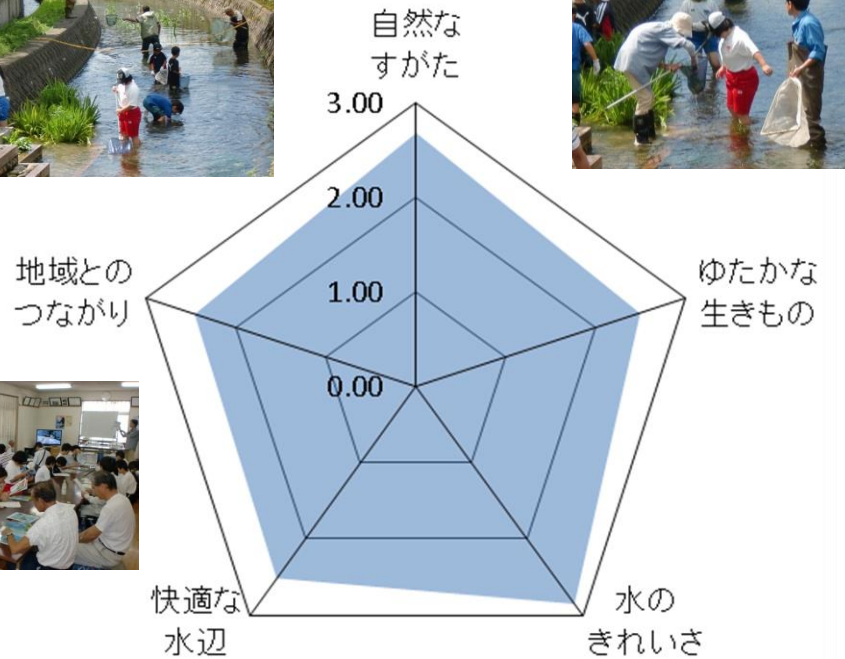 自然な
すがた
3.00
2.00
地域との
つながり
ゆたかな
生きもの
1.00
0.00
快適な
水辺
水の
きれいさ